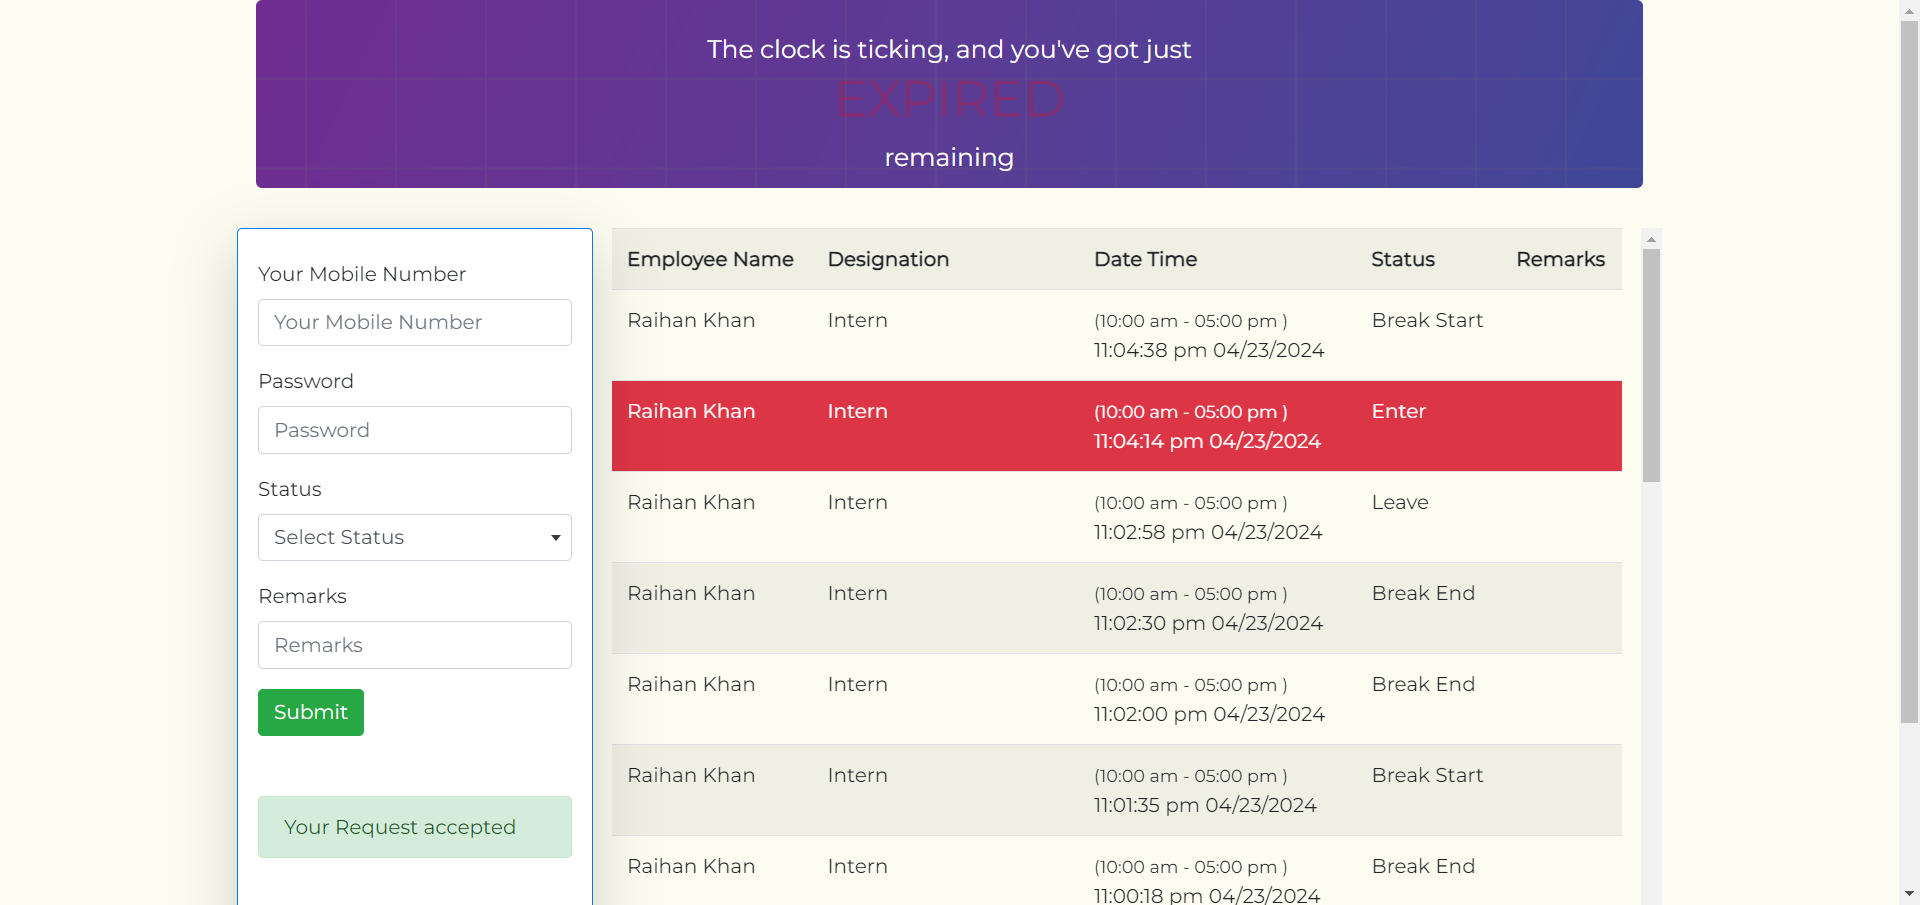 The clock is ticking, and you've got just
EXPIRED
remaining
Your Mobile Number
Your Mobile Number
Password
Password
Status
Select Status
Remarks
Remarks
Submit
Your Request accepted
Employee Name Designation Date Time Status Remarks
Raihan Khan Intern (10:00 am - 05:00 pm ) Break Start
11:04:38 pm 04/23/2024
Raihan Khan Intern (10:00 am - 05:00 pm ) Enter
11:04:14 pm 04/23/2024
Raihan Khan Intern (10:00 am - 05:00 pm ) Leave
11:02:58 pm 04/23/2024
Raihan Khan Intern (10:00 am - 05:00 pm ) Break End
11:02:30 pm 04/23/2024
Raihan Khan Intern (10:00 am - 05:00 pm ) Break End
11:02:00 pm 04/23/2024
Raihan Khan Intern (10:00 am - 05:00 pm ) Break Start
11:01:35 pm 04/23/2024
Raihan Khan Intern (10:00 am - 05:00 pm ) Break End
11:00:18 pm 04/23/2024